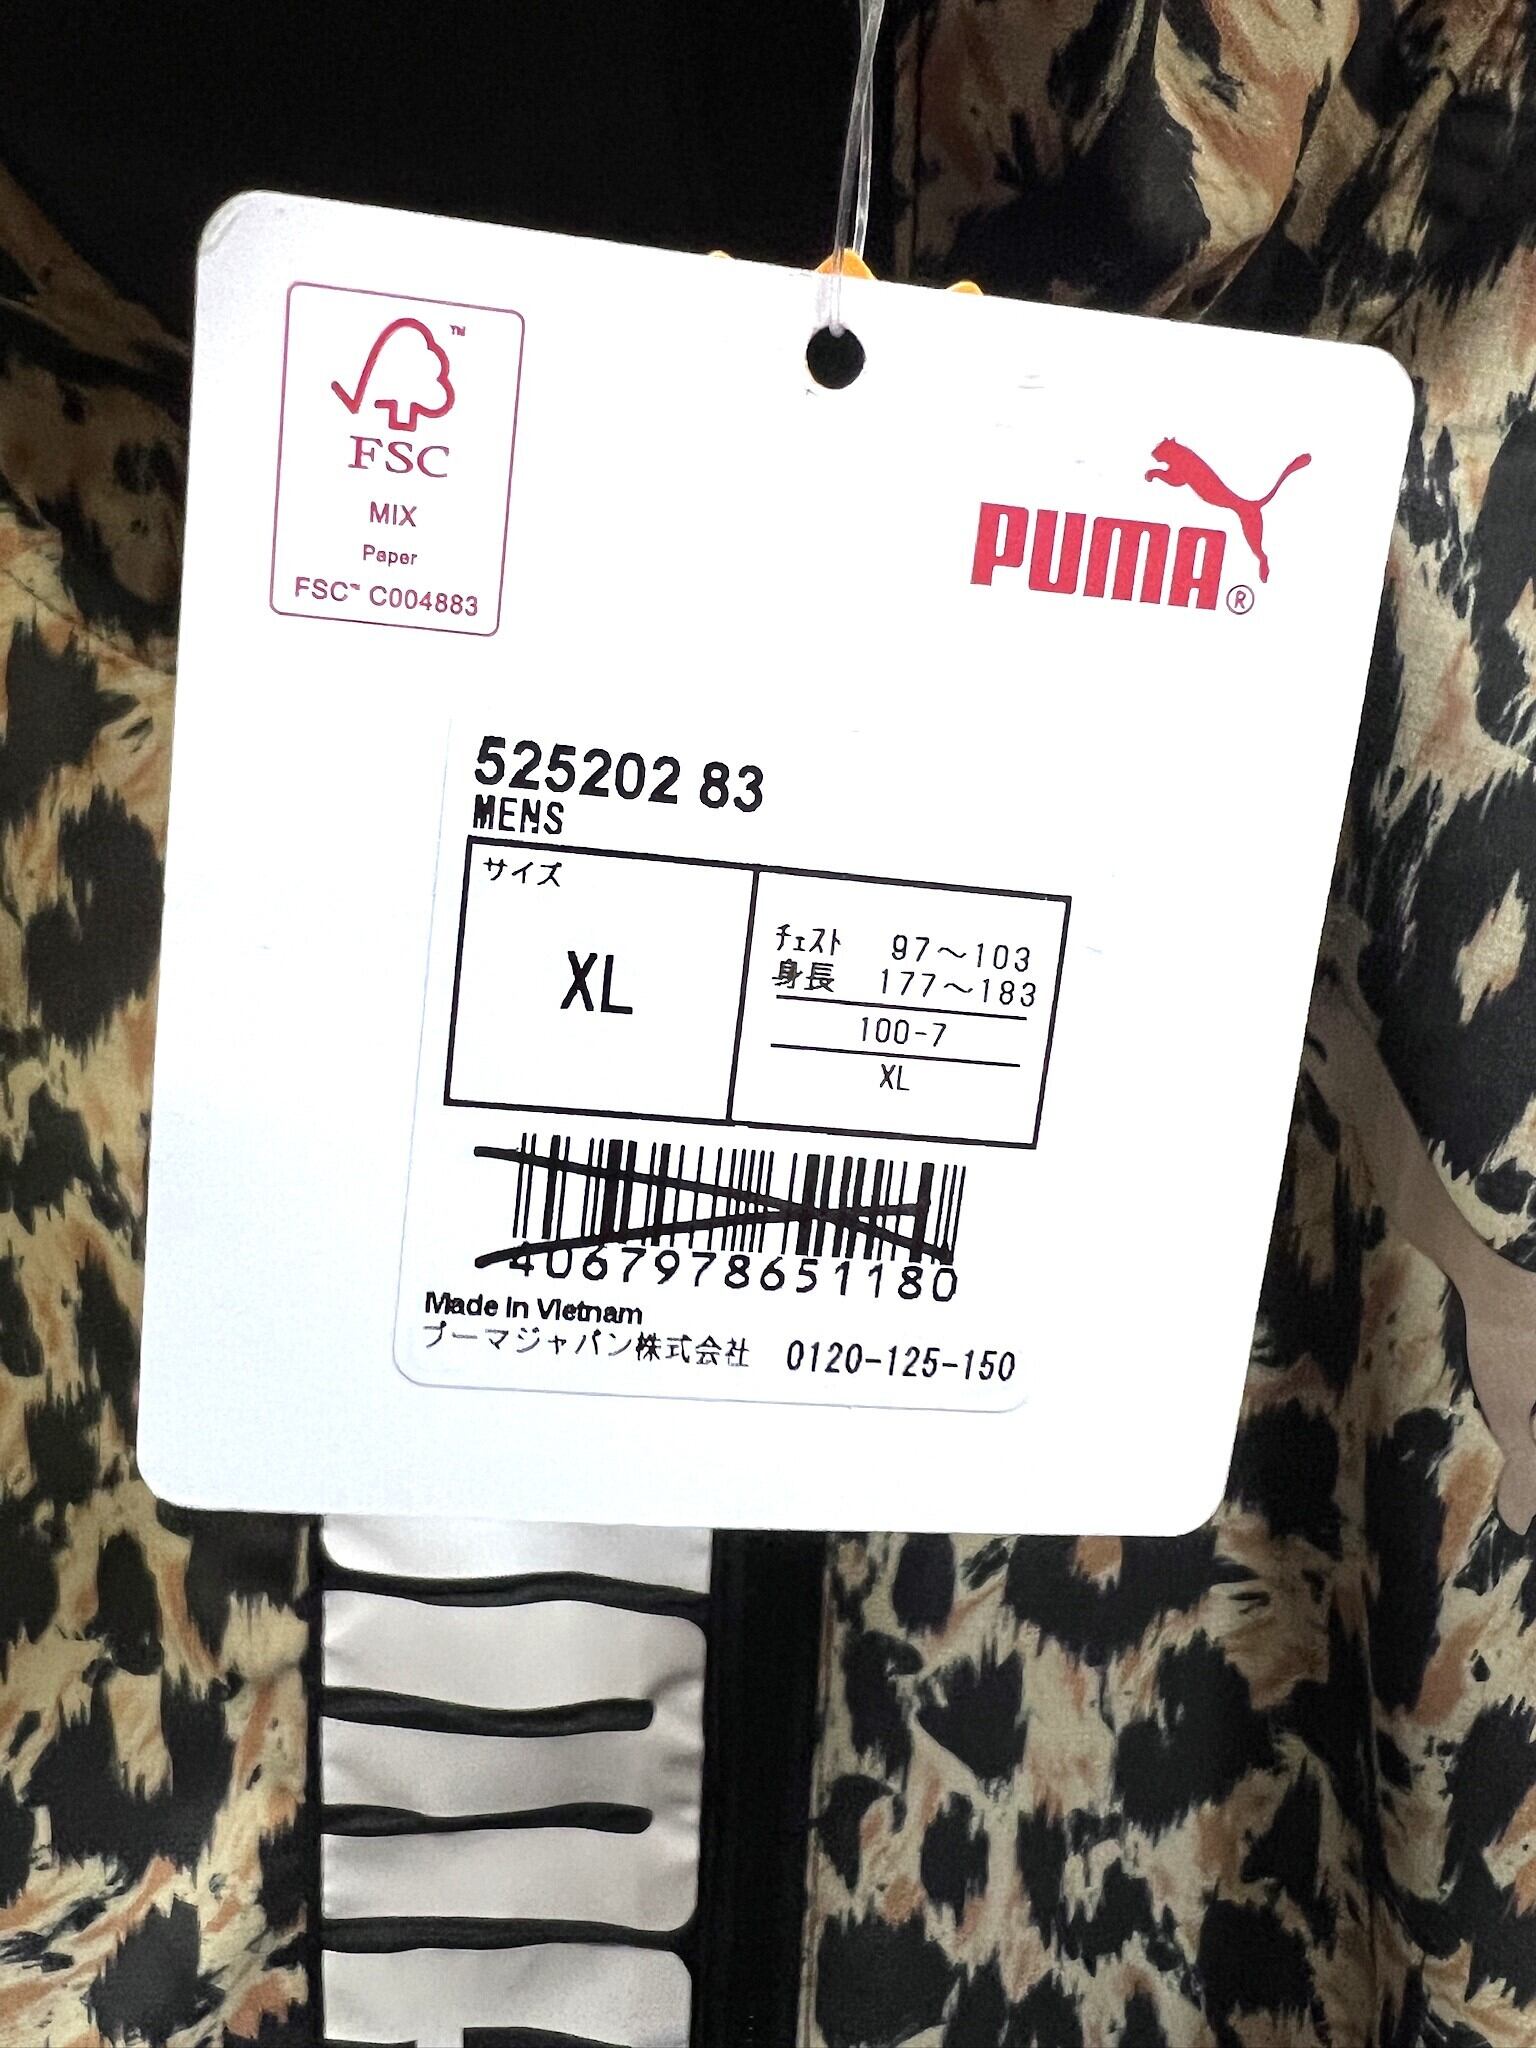 FSC
™
MIX
Paper
FSC™ C004883
PUMA®
525202 83
MENS
サイズ
XL
チェスト 97～103
身長 177～183
100-7
XL
4067978651180
Made in Vietnam
プーマジャパン株式会社 0120-125-150